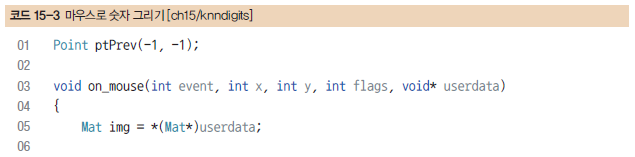 코드 15-3 마우스로 숫자 그리기 [ch15/knndigits]
01 Point ptPrev(-1, -1);
02
03 void on_mouse(int event, int x, int y, int flags, void* userdata)
04 {
05     Mat img = *(Mat*)userdata;
06